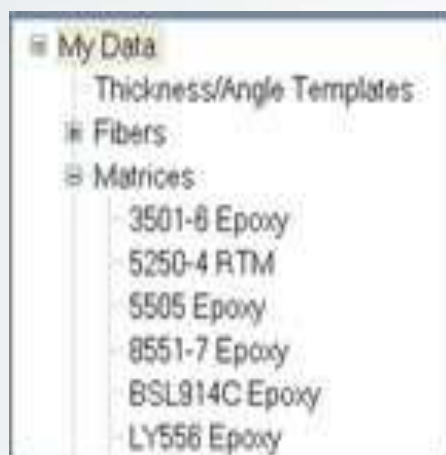 My Data
Thickness/Angle Templates
Fibers
Matrices
3501-6 Epoxy
5250-4 RTM
5505 Epoxy
8551-7 Epoxy
BSL914C Epoxy
LY556 Epoxy